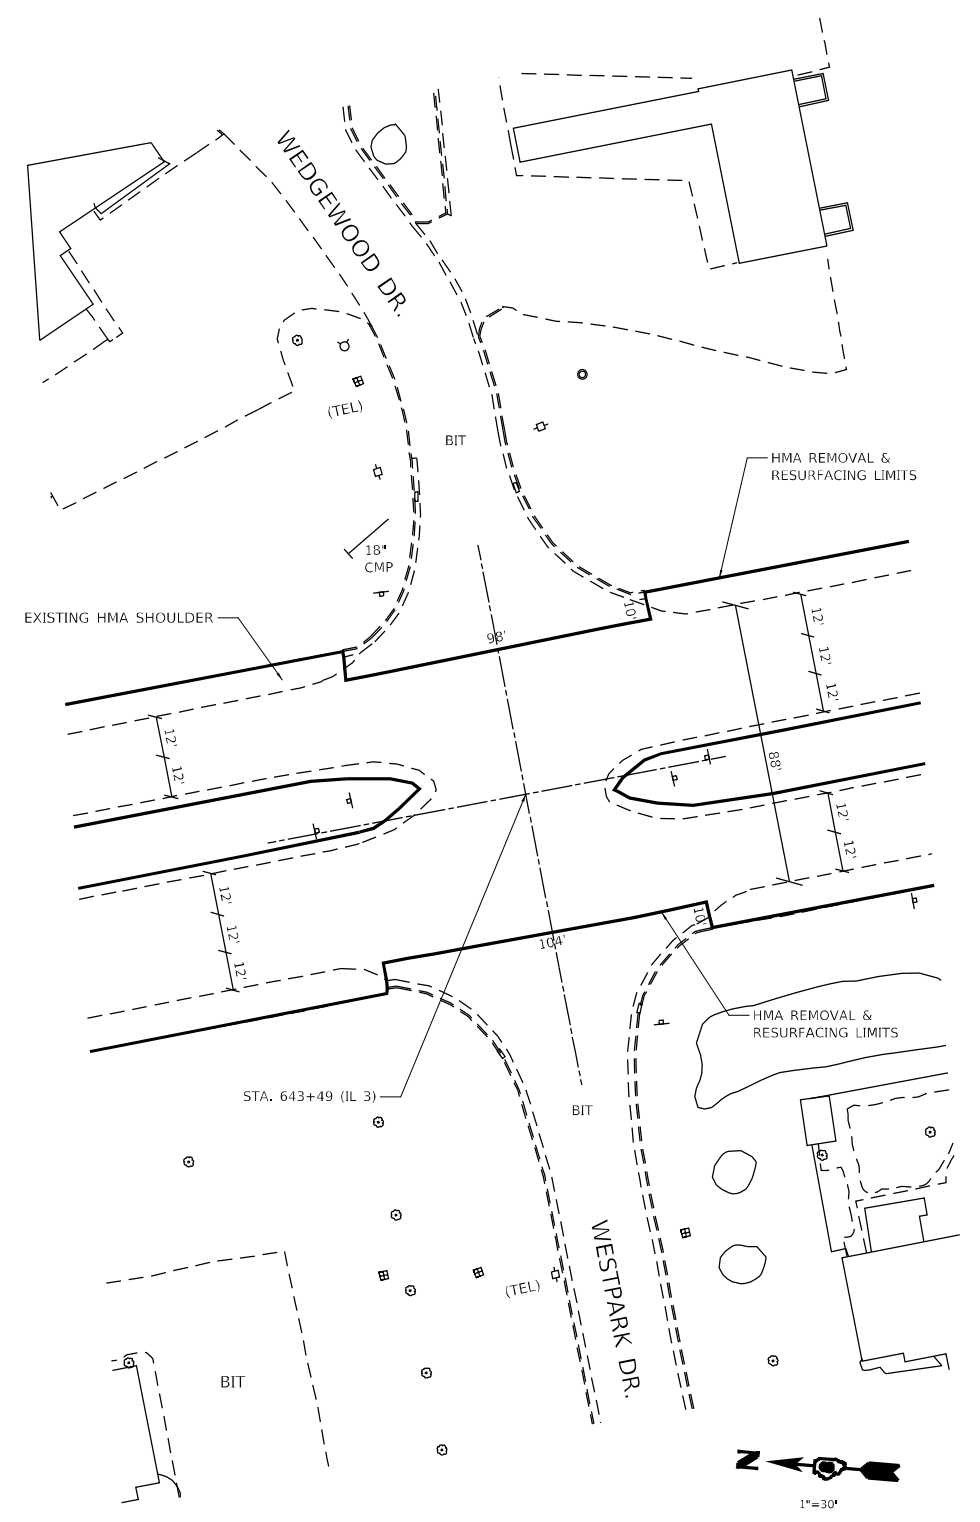 WEDGEWOOD DR.
(TEL)
BIT
HMA REMOVAL &
RESURFACING LIMITS
18"
CMP
EXISTING HMA SHOULDER
98'
10'
12'
12'
12'
12'
12'
88'
12'
12'
12'
12'
12'
10'
104'
HMA REMOVAL &
RESURFACING LIMITS
STA. 643+49 (IL 3)
BIT
WESTPARK DR.
(TEL)
BIT
N
1"=30'